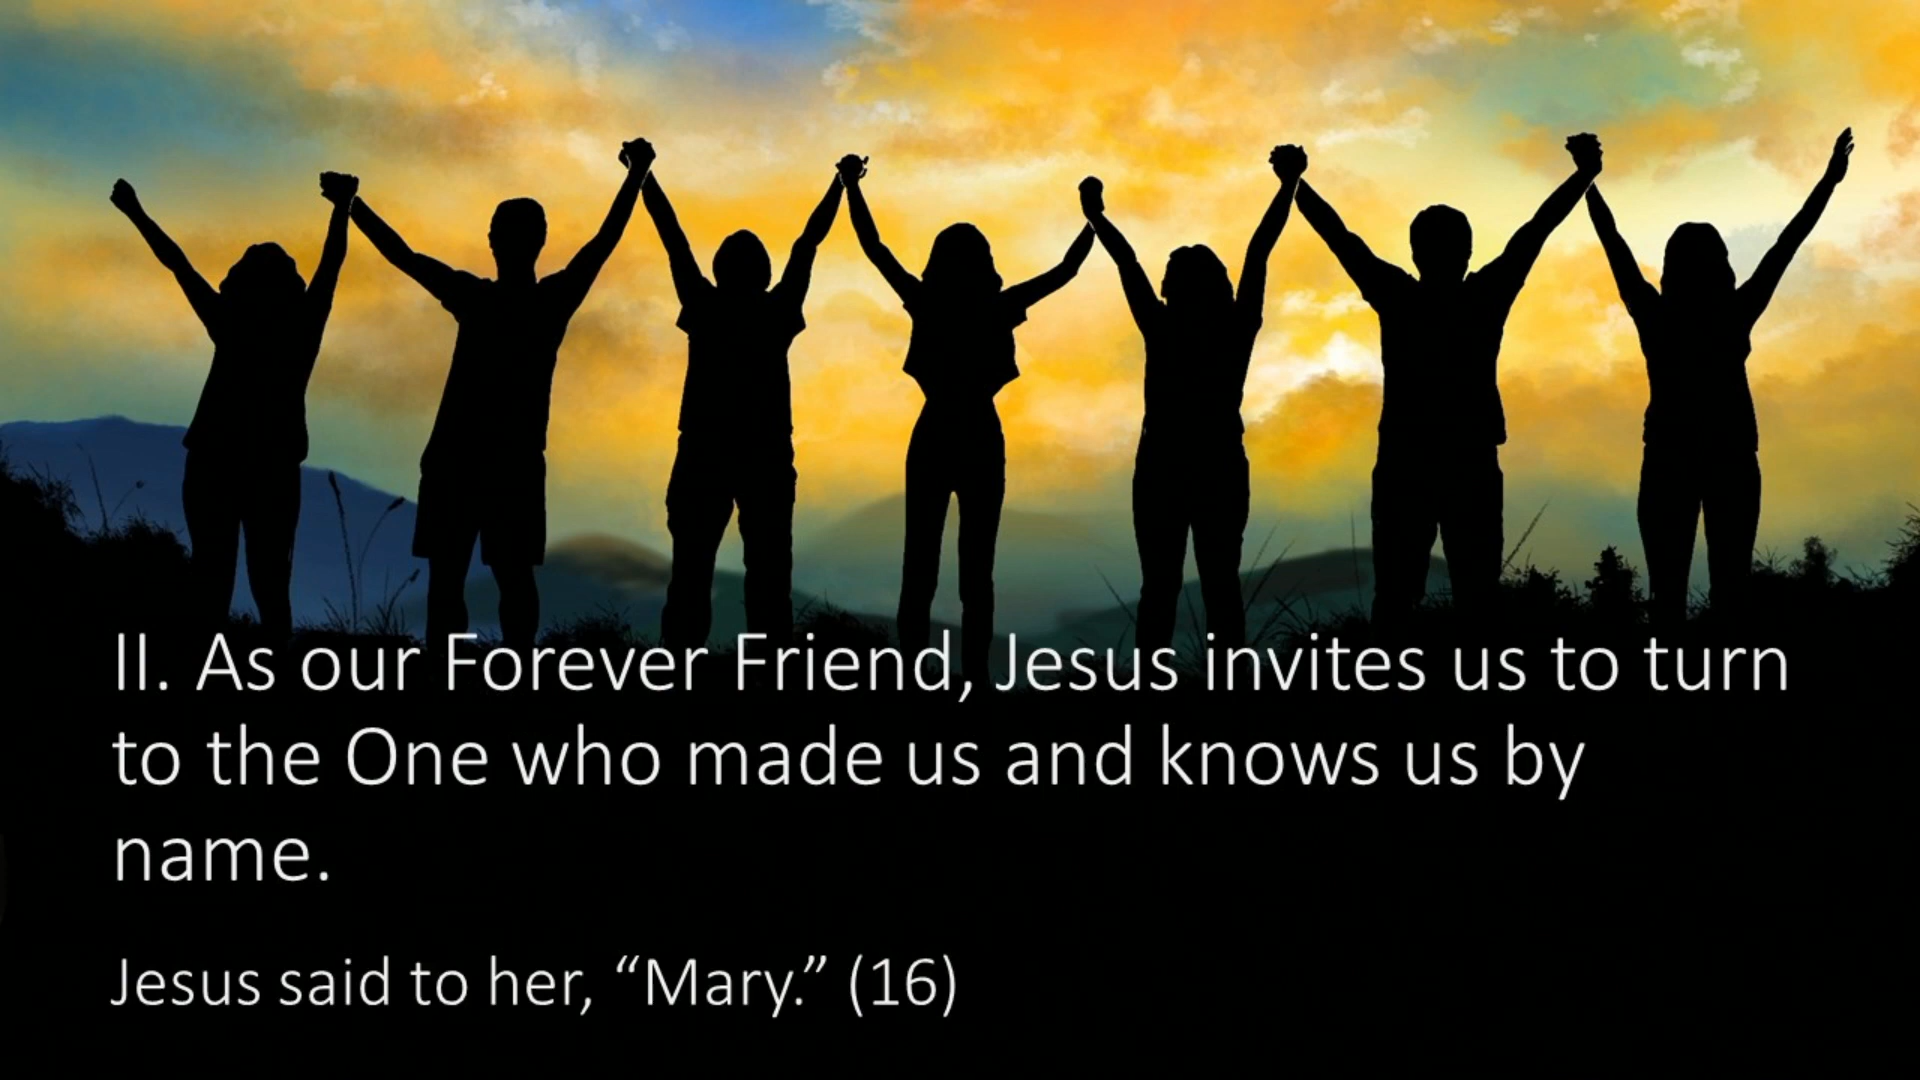 II. As our Forever Friend, Jesus invites us to turn
to the One who made us and knows us by
name.
Jesus said to her, “Mary.” (16)